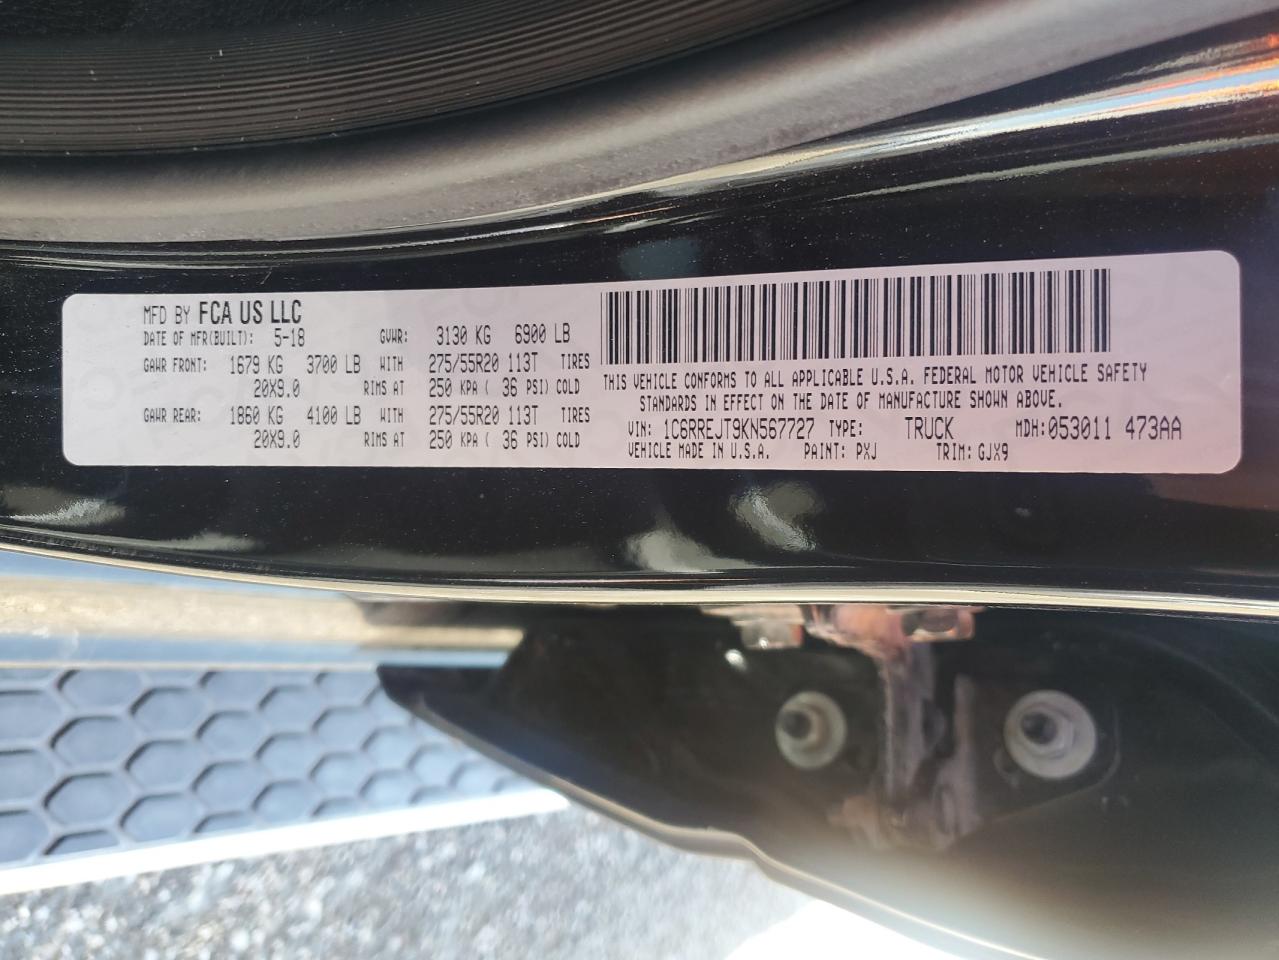 MFD BY FCA US LLC
DATE OF MFR(BUILT): 5-18 GVWR: 3130 KG 6900 LB
GAWR FRONT: 1679 KG 3700 LB WITH 275/55R20 113T TIRES
20X9.0 RIMS AT 250 KPA ( 36 PSI) COLD
GAWR REAR: 1860 KG 4100 LB WITH 275/55R20 113T TIRES
20X9.0 RIMS AT 250 KPA ( 36 PSI) COLD
THIS VEHICLE CONFORMS TO ALL APPLICABLE U.S.A. FEDERAL MOTOR VEHICLE SAFETY
STANDARDS IN EFFECT ON THE DATE OF MANUFACTURE SHOWN ABOVE.
VIN: 1C6RREJT9KN567727 TYPE: TRUCK MDH:053011 473AA
VEHICLE MADE IN U.S.A. PAINT: PXJ TRIM: GJX9